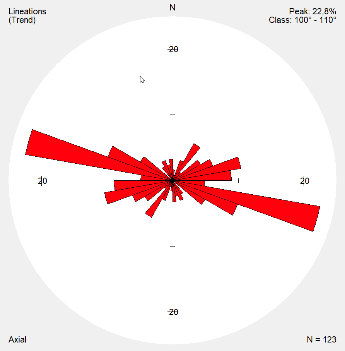 Lineations
(Trend)
N
Peak: 22,8%
Class: 100° - 110°
20
20
20
20
Axial
N = 123